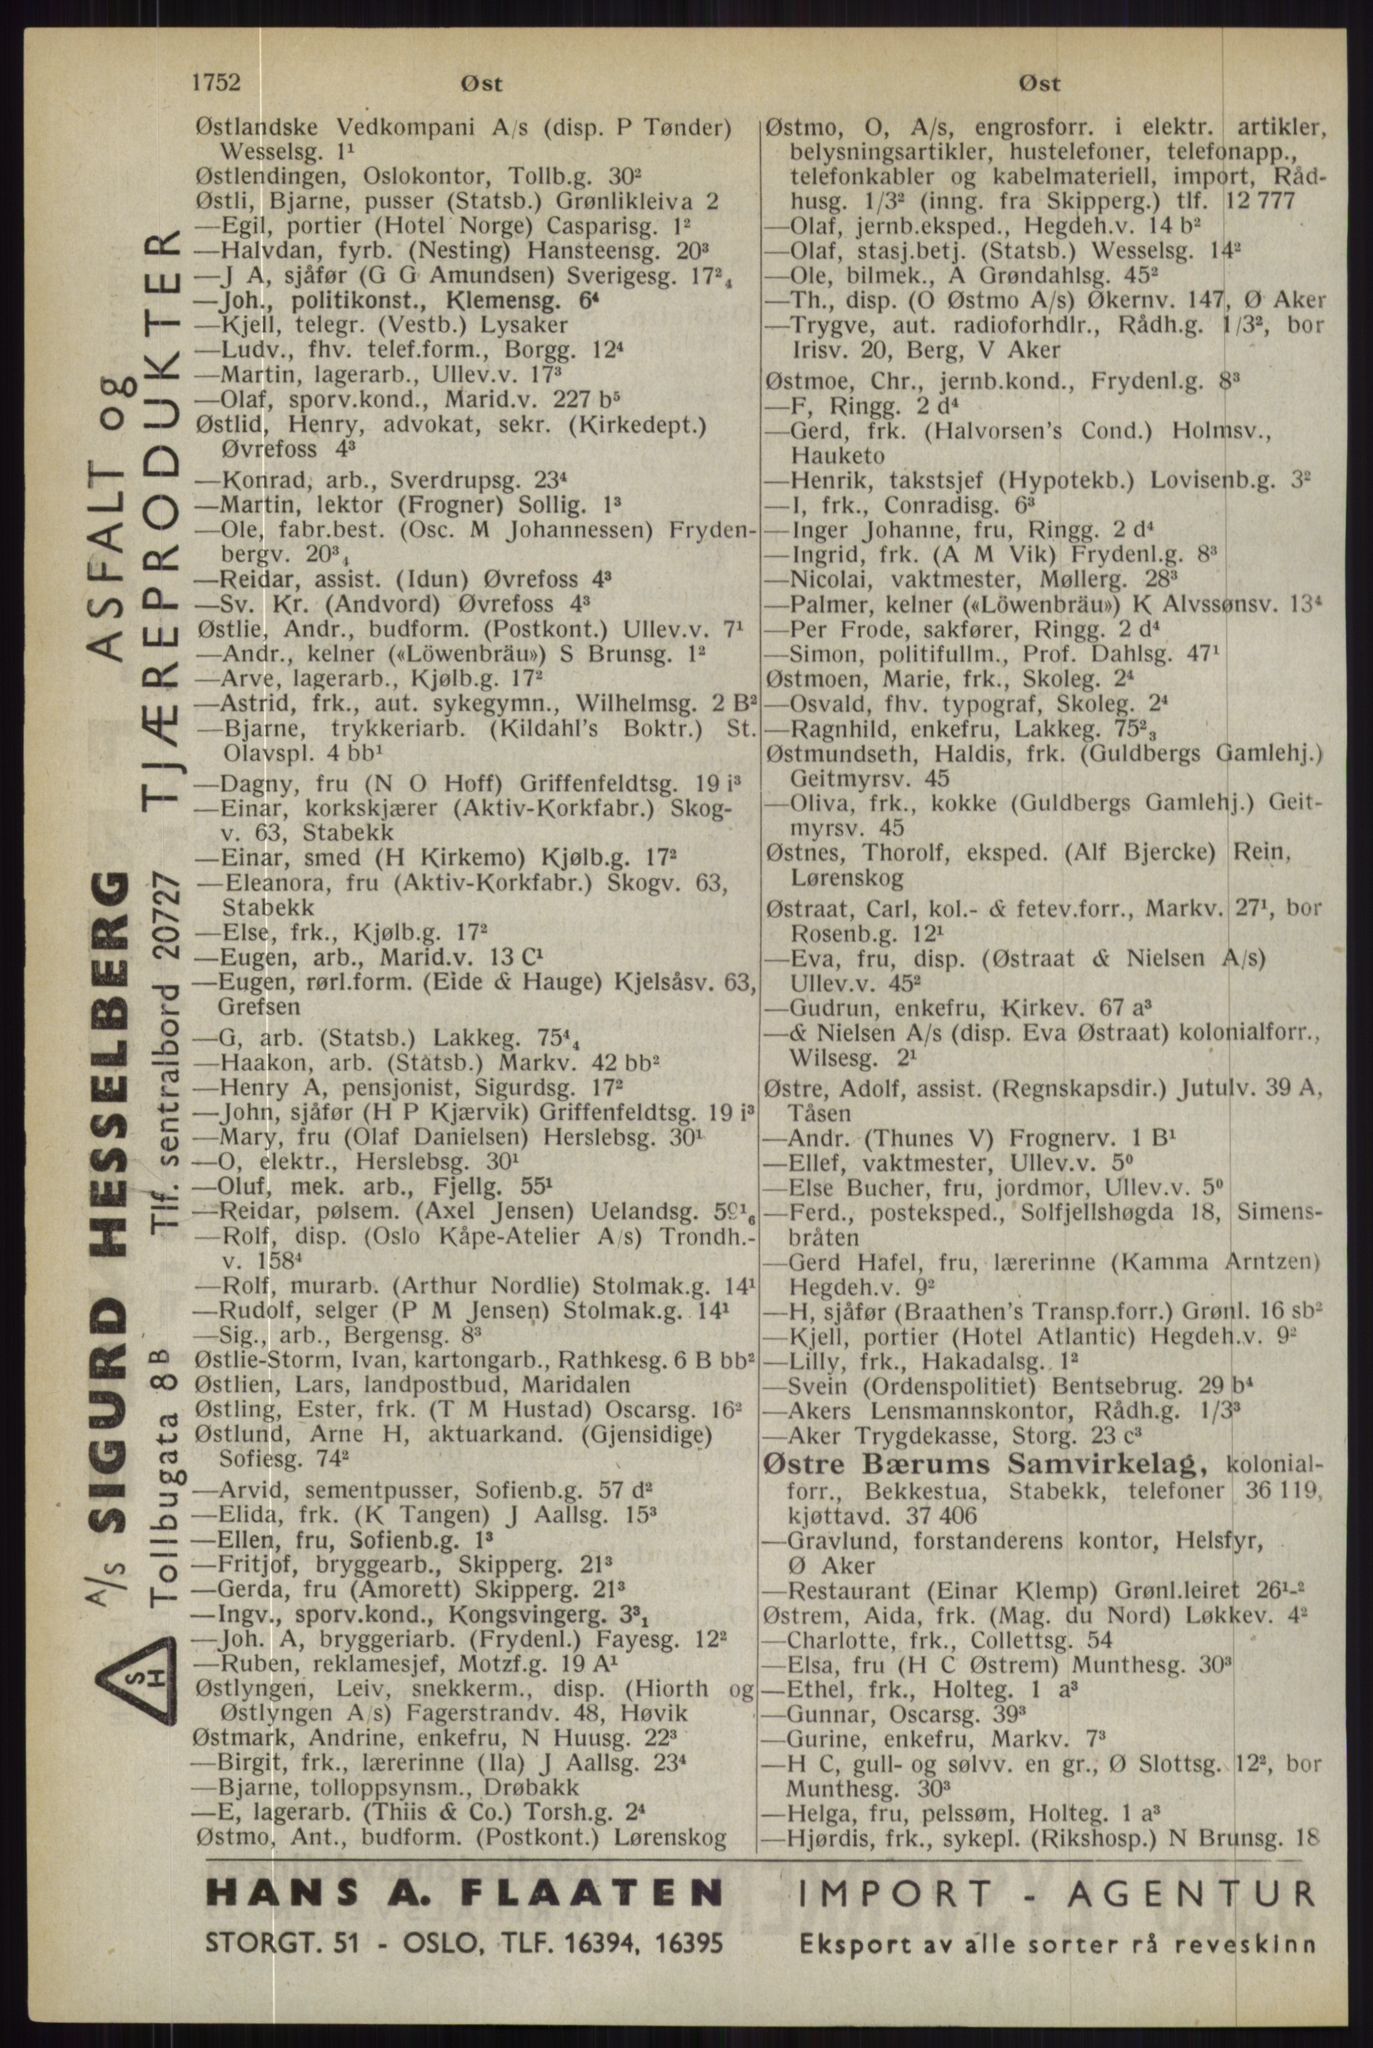 1752
Øst
Øst
Østlandske Vedkompani A/s (disp. P Tønder)
Wesselsg. 1¹
Østlendingen, Oslokontor, Tollb.g. 30²
Østli, Bjarne, pusser (Statsb.) Grønlikleiva 2
—Egil, portier (Hotel Norge) Casparisg. 1²
—Halvdan, fyrb. (Nesting) Hansteensg. 20³
—J A, sjåfør (G G Amundsen) Sverigesg. 17²₄
—Joh., politikonst., Klemensg. 6⁴
—Kjell, telegr. (Vestb.) Lysaker
—Ludv., fhv. telef.form., Borgg. 12⁴
—Martin, lagerarb., Ullev.v. 17³
—Olaf, sporv.kond., Marid.v. 227 b⁵
Østlid, Henry, advokat, sekr. (Kirkedept.)
Øvrefoss 4³
—Konrad, arb., Sverdrupsg. 23⁴
—Martin, lektor (Frogner) Sollig. 1³
—Ole, fabr.best. (Osc. M Johannessen) Fryden-
bergv. 20³₄
—Reidar, assist. (Idun) Øvrefoss 4³
—Sv. Kr. (Andvord) Øvrefoss 4³
Østlie, Andr., budform. (Postkont.) Ullev.v. 7¹
—Andr., kelner («Löwenbräu») S Brunsg. 1²
—Arve, lagerarb., Kjølb.g. 17²
—Astrid, frk., aut. sykegymn., Wilhelmsg. 2 B²
—Bjarne, trykkeriarb. (Kildahl's Boktr.) St.
Olavspl. 4 bb¹
—Dagny, fru (N O Hoff) Griffenfeldtsg. 19 i³
—Einar, korkskjærer (Aktiv-Korkfabr.) Skog-
v. 63, Stabekk
—Einar, smed (H Kirkemo) Kjølb.g. 17²
—Eleanora, fru (Aktiv-Korkfabr.) Skogv. 63,
Stabekk
—Else, frk., Kjølb.g. 17²
—Eugen, arb., Marid.v. 13 C¹
—Eugen, rørl.form. (Eide & Hauge) Kjelsåsv. 63,
Grefsen
—G, arb. (Statsb.) Lakkeg. 75⁴₄
—Haakon, arb. (Statsb.) Markv. 42 bb²
—Henry A, pensjonist, Sigurdsg. 17²
—John, sjåfør (H P Kjærvik) Griffenfeldtsg. 19 i³
—Mary, fru (Olaf Danielsen) Herslebsg. 30¹
—O, elektr., Herslebsg. 30¹
—Oluf, mek. arb., Fjellg. 55¹
—Reidar, pølsem. (Axel Jensen) Uelandsg. 59¹₆
—Rolf, disp. (Oslo Kåpe-Atelier A/s) Trondh.-
v. 158⁴
—Rolf, murarb. (Arthur Nordlie) Stolmak.g. 14¹
—Rudolf, selger (P M Jensen) Stolmak.g. 14¹
—Sig., arb., Bergensg. 8³
Østlie-Storm, Ivan, kartongarb., Rathkesg. 6 B bb²
Østlien, Lars, landpostbud, Maridalen
Østling, Ester, frk. (T M Hustad) Oscarsg. 16²
Østlund, Arne H, aktuarkand. (Gjensidige)
Sofiesg. 74²
—Arvid, sementpusser, Sofienb.g. 57 d²
—Elida, frk. (K Tangen) J Aallsg. 15³
—Ellen, fru, Sofienb.g. 1³
—Fritjof, bryggearb., Skipperg. 21³
—Gerda, fru (Amorett) Skipperg. 21³
—Ingv., sporv.kond., Kongsvingerg. 3³₁
—Joh. A, bryggeriarb. (Frydenl.) Fayesg. 12²
—Ruben, reklamesjef, Motzf.g. 19 A¹
Østlyngen, Leiv, snekkerm., disp. (Hiorth og
Østlyngen A/s) Fagerstrandv. 48, Høvik
Østmark, Andrine, enkefru, N Huusg. 22³
—Birgit, frk., lærerinne (Ila) J Aallsg. 23⁴
—Bjarne, tolloppsynsm., Drøbakk
—E, lagerarb. (Thiis & Co.) Torsh.g. 2⁴
Østmo, Ant., budform. (Postkont.) Lørenskog
Østmo, O, A/s, engrosforr. i elektr. artikler,
belysningsartikler, hustelefoner, telefonapp.,
telefonkabler og kabelmateriell, import, Råd-
husg. 1/3² (inng. fra Skipperg.) tlf. 12 777
—Olaf, jernb.eksped., Hegdeh.v. 14 b²
—Olaf, stasj.betj. (Statsb.) Wesselsg. 14²
—Ole, bilmek., A Grøndahlsg. 45²
—Th., disp. (O Østmo A/s) Økernv. 147, Ø Aker
—Trygve, aut. radioforhdlr., Rådh.g. 1/3², bor
Irisv. 20, Berg, V Aker
Østmoe, Chr., jernb.kond., Frydenl.g. 8³
—F, Ringg. 2 d⁴
—Gerd, frk. (Halvorsen's Cond.) Holmsv.,
Hauketo
—Henrik, takstsjef (Hypotekb.) Lovisenb.g. 3²
—I, frk., Conradisg. 6³
—Inger Johanne, fru, Ringg. 2 d⁴
—Ingrid, frk. (A M Vik) Frydenl.g. 8³
—Nicolai, vaktmester, Møllerg. 28³
—Palmer, kelner («Löwenbräu») K Alvssønsv. 13⁴
—Per Frode, sakfører, Ringg. 2 d⁴
—Simon, politifullm., Prof. Dahlsg. 47¹
Østmoen, Marie, frk., Skoleg. 2⁴
—Osvald, fhv. typograf, Skoleg. 2⁴
—Ragnhild, enkefru, Lakkeg. 75²₃
Østmundseth, Haldis, frk. (Guldbergs Gamlehj.)
Geitmyrsv. 45
—Oliva, frk., kokke (Guldbergs Gamlehj.) Geit-
myrsv. 45
Østnes, Thorolf, eksped. (Alf Bjercke) Rein,
Lørenskog
Østraat, Carl, kol.- & fetev.forr., Markv. 27¹, bor
Rosenb.g. 12¹
—Eva, fru, disp. (Østraat & Nielsen A/s)
Ullev.v. 45²
—Gudrun, enkefru, Kirkev. 67 a³
—& Nielsen A/s (disp. Eva Østraat) kolonialforr.,
Wilsesg. 2¹
Østre, Adolf, assist. (Regnskapsdir.) Jutulv. 39 A,
Tåsen
—Andr. (Thunes V) Frognerv. 1 B¹
—Ellef, vaktmester, Ullev.v. 5⁰
—Else Bucher, fru, jordmor, Ullev.v. 5⁰
—Ferd., posteksped., Solfjellshøgda 18, Simens-
bråten
—Gerd Hafel, fru, lærerinne (Kamma Arntzen)
Hegdeh.v. 9²
—H, sjåfør (Braathen's Transp.forr.) Grønl. 16 sb²
—Kjell, portier (Hotel Atlantic) Hegdeh.v. 9²
—Lilly, frk., Hakadalsg. 1²
—Svein (Ordenspolitiet) Bentsebrug. 29 b⁴
—Akers Lensmannskontor, Rådh.g. 1/3³
—Aker Trygdekasse, Storg. 23 c³
Østre Bærums Samvirkelag, kolonial-
forr., Bekkestua, Stabekk, telefoner 36 119,
kjøttavd. 37 406
—Gravlund, forstanderens kontor, Helsfyr,
Ø Aker
—Restaurant (Einar Klemp) Grønl.leiret 26¹-²
Østrem, Aida, frk. (Mag. du Nord) Løkkev. 4²
—Charlotte, frk., Collettsg. 54
—Elsa, fru (H C Østrem) Munthesg. 30³
—Ethel, frk., Holteg. 1 a³
—Gunnar, Oscarsg. 39³
—Gurine, enkefru, Markv. 7³
—H C, gull- og sølvv. en gr., Ø Slottsg. 12², bor
Munthesg. 30³
—Helga, fru, pelssøm, Holteg. 1 a³
—Hjørdis, frk., sykepl. (Rikshosp.) N Brunsg. 18
SH
A/s SIGURD HESSELBERG
Tollbugata 8B Tlf. sentralbord 20727
ASFALT og
TJÆREPRODUKTER
HANS A. FLAATEN
STORGT. 51 - OSLO, TLF. 16394, 16395
IMPORT - AGENTUR
Eksport av alle sorter rå reveskinn